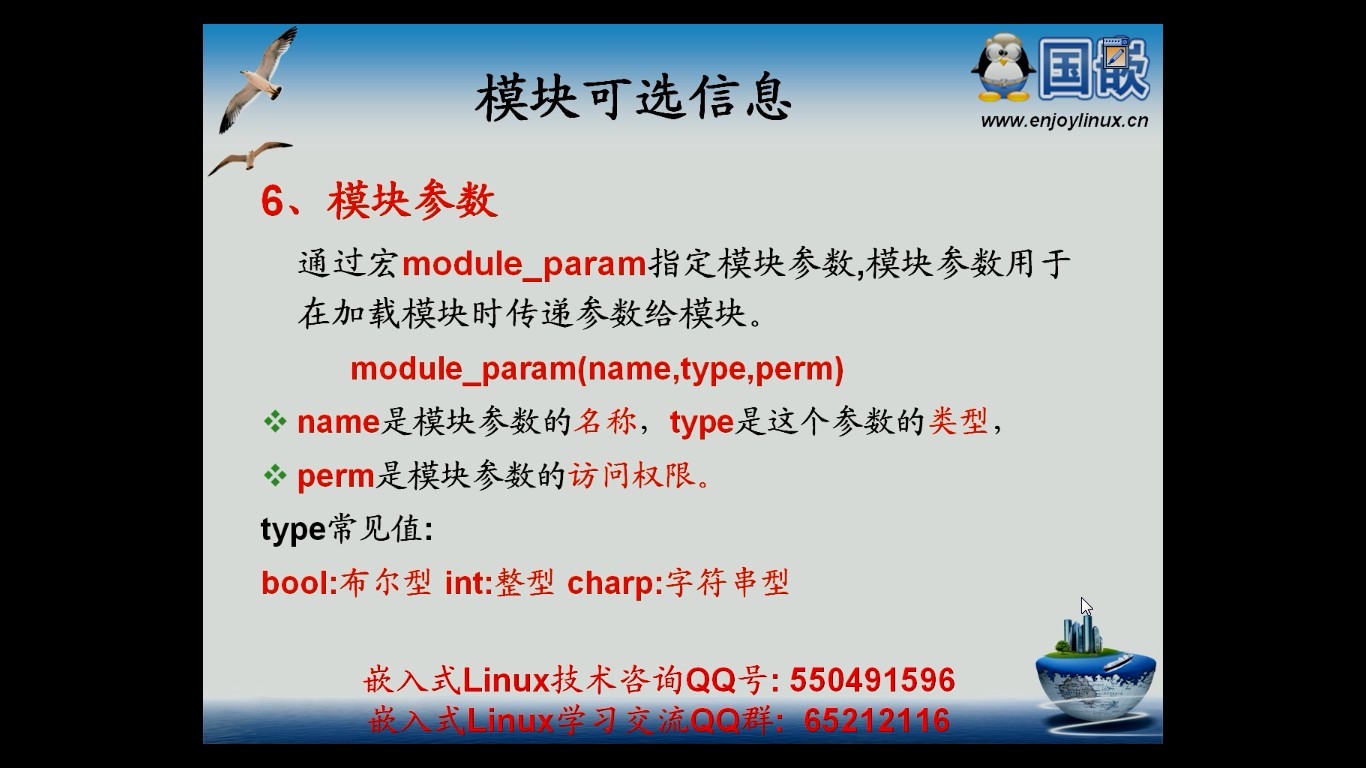 模块可选信息
国嵌
www.enjoylinux.cn
6、模块参数
通过宏module_param指定模块参数,模块参数用于
在加载模块时传递参数给模块。
module_param(name,type,perm)
name是模块参数的名称，type是这个参数的类型，
perm是模块参数的访问权限。
type常见值:
bool:布尔型 int:整型 charp:字符串型
嵌入式Linux技术咨询QQ号: 550491596
嵌入式Linux学习交流QQ群: 65212116